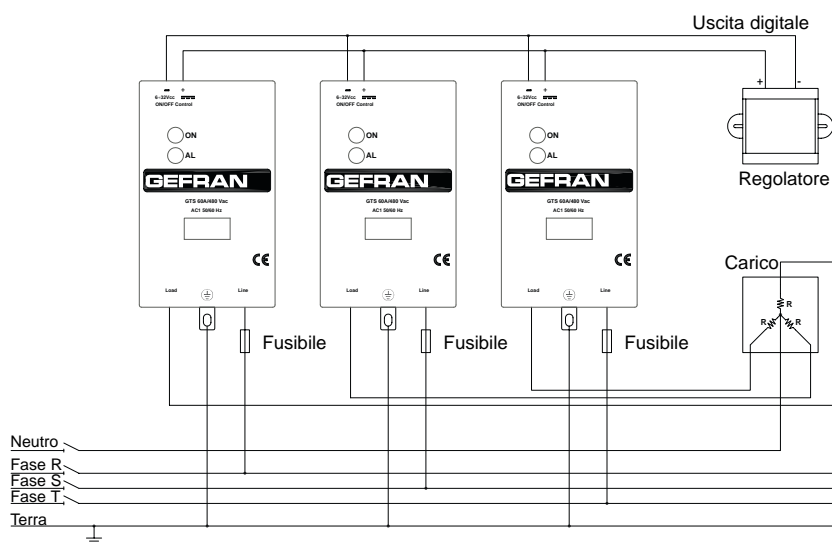 Uscita digitale
+ -
Regolatore
- +
6–32Vcc
ON/OFF Control
ON
AL
GEFRAN
GTS 60A/480 Vac
AC1 50/60 Hz
CE
Load
Line
Fusibile
- +
6–32Vcc
ON/OFF Control
ON
AL
GEFRAN
GTS 60A/480 Vac
AC1 50/60 Hz
CE
Load
Line
Fusibile
- +
6–32Vcc
ON/OFF Control
ON
AL
GEFRAN
GTS 60A/480 Vac
AC1 50/60 Hz
CE
Load
Line
Fusibile
Carico
R
R R
Neutro
Fase R
Fase S
Fase T
Terra